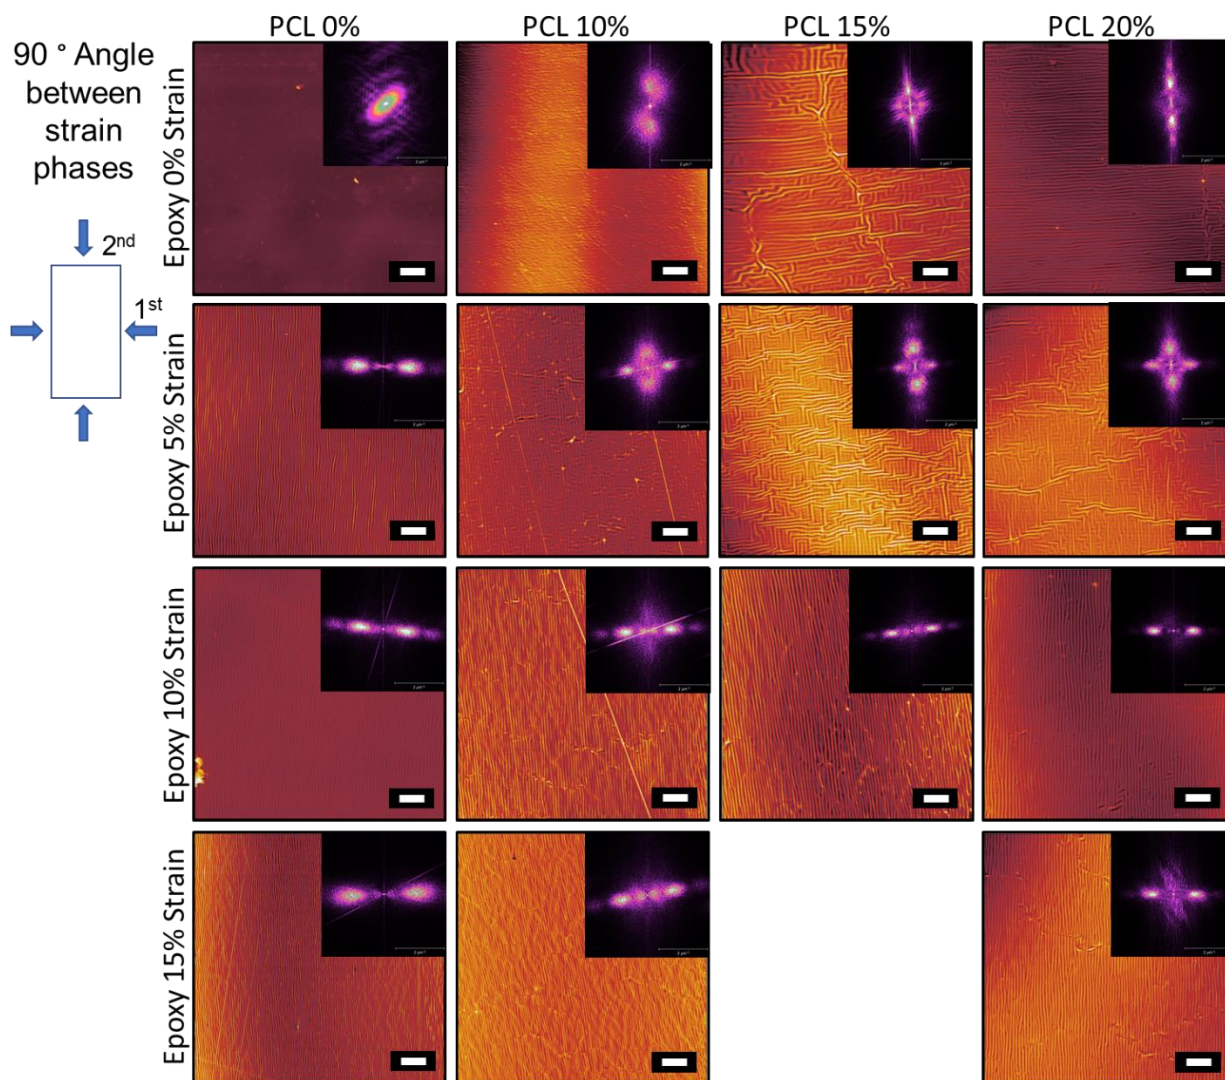 PCL 0%
PCL 10%
PCL 15%
PCL 20%
90 ° Angle
between
strain
phases
2nd
1st
Epoxy 0% Strain
Epoxy 5% Strain
Epoxy 10% Strain
Epoxy 15% Strain